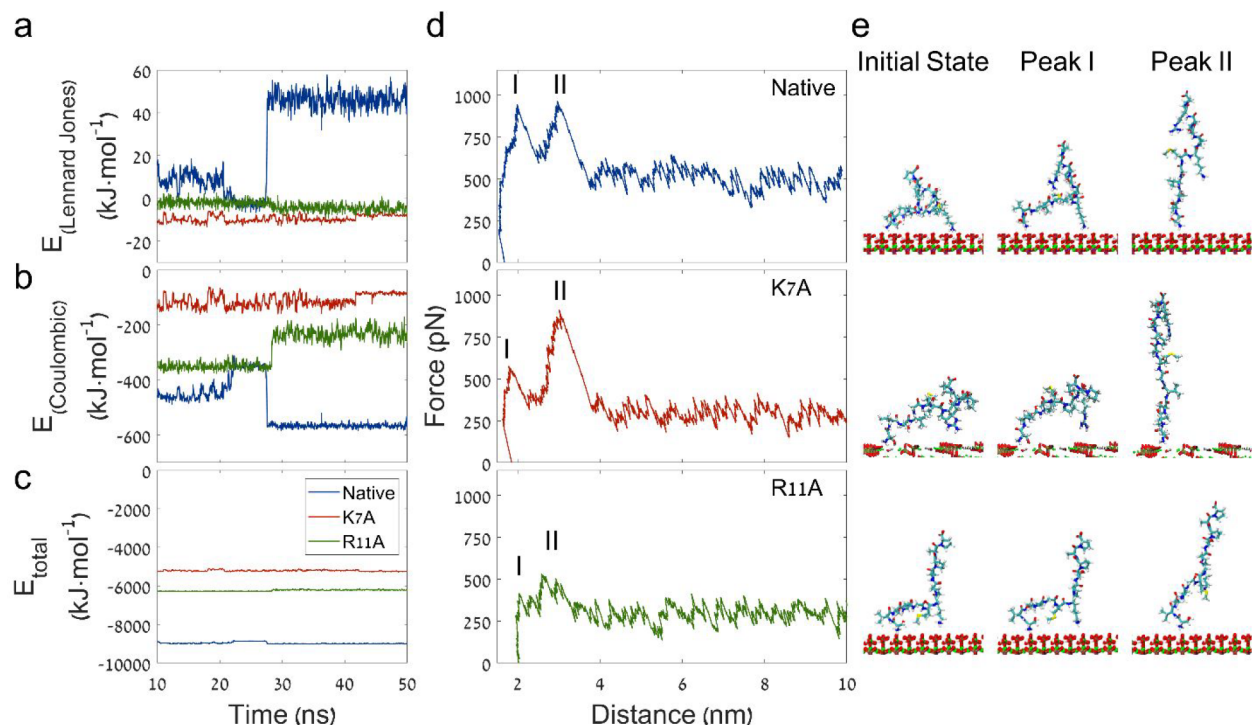 a
E(Lennard Jones)
(kJ·mol-1)
60
40
20
0
-20
b
E(Coulombic)
(kJ·mol-1)
0
-200
-400
-600
c
Etotal
(kJ·mol-1)
0
-2000
-4000
-6000
-8000
-10000
Native
K7A
R11A
10 20 30 40 50
Time (ns)
d
Force (pN)
1000
750
500
250
0
I II
Native
1000
750
500
250
0
I II
K7A
1000
750
500
250
0
I II
R11A
2 4 6 8 10
Distance (nm)
e
Initial State Peak I Peak II